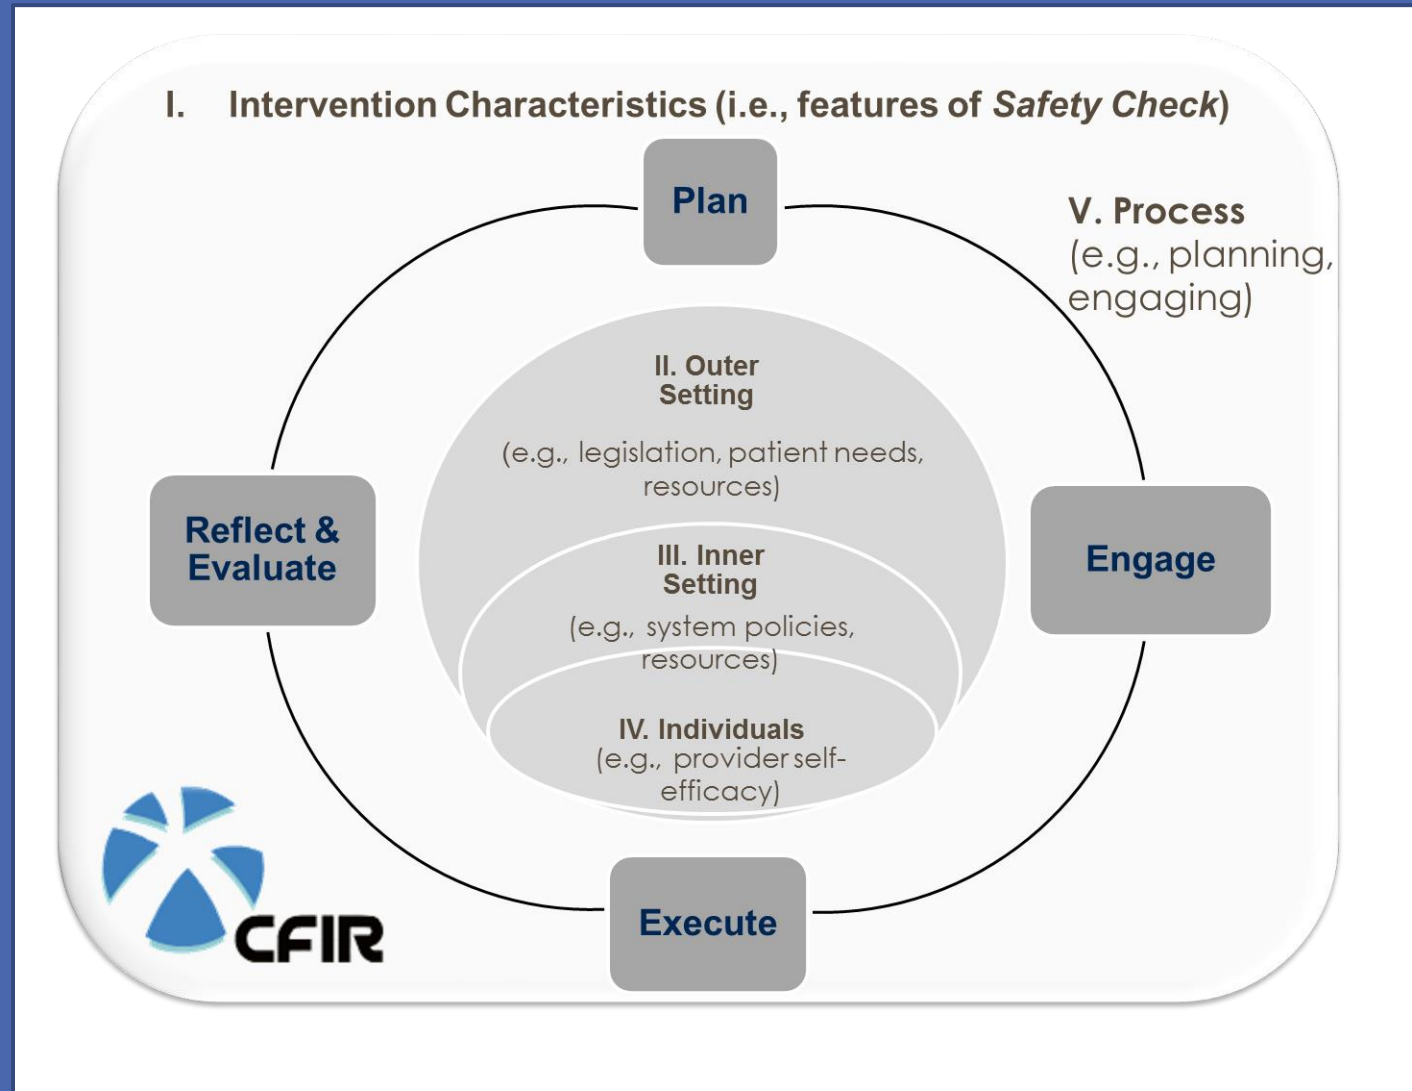 I. Intervention Characteristics (i.e., features of Safety Check)
Plan
V. Process
(e.g., planning,
engaging)
II. Outer
Setting
(e.g., legislation, patient needs,
resources)
Reflect &
Evaluate
III. Inner
Setting
Engage
(e.g., system policies,
resources)
IV. Individuals
(e.g., provider self-
efficacy)
Execute
CFIR